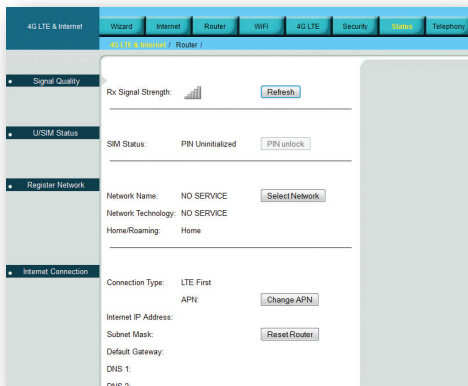 4G LTE & Internet
Wizard Internet Router WiFi 4G LTE Security Status Telephony
4G LTE & Internet / Router /
Signal Quality
Rx Signal Strength: Refresh
U/SIM Status
SIM Status: PIN Uninitialized PIN unlock
Register Network
Network Name: NO SERVICE Select Network
Network Technology: NO SERVICE
Home/Roaming: Home
Internet Connection
Connection Type: LTE First
APN: Change APN
Internet IP Address:
Subnet Mask: Reset Router
Default Gateway:
DNS 1:
DNS 2: